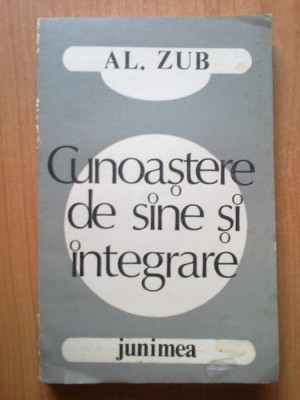 AL. ZUB
Cunoaștere
de sine și
integrare
junimea